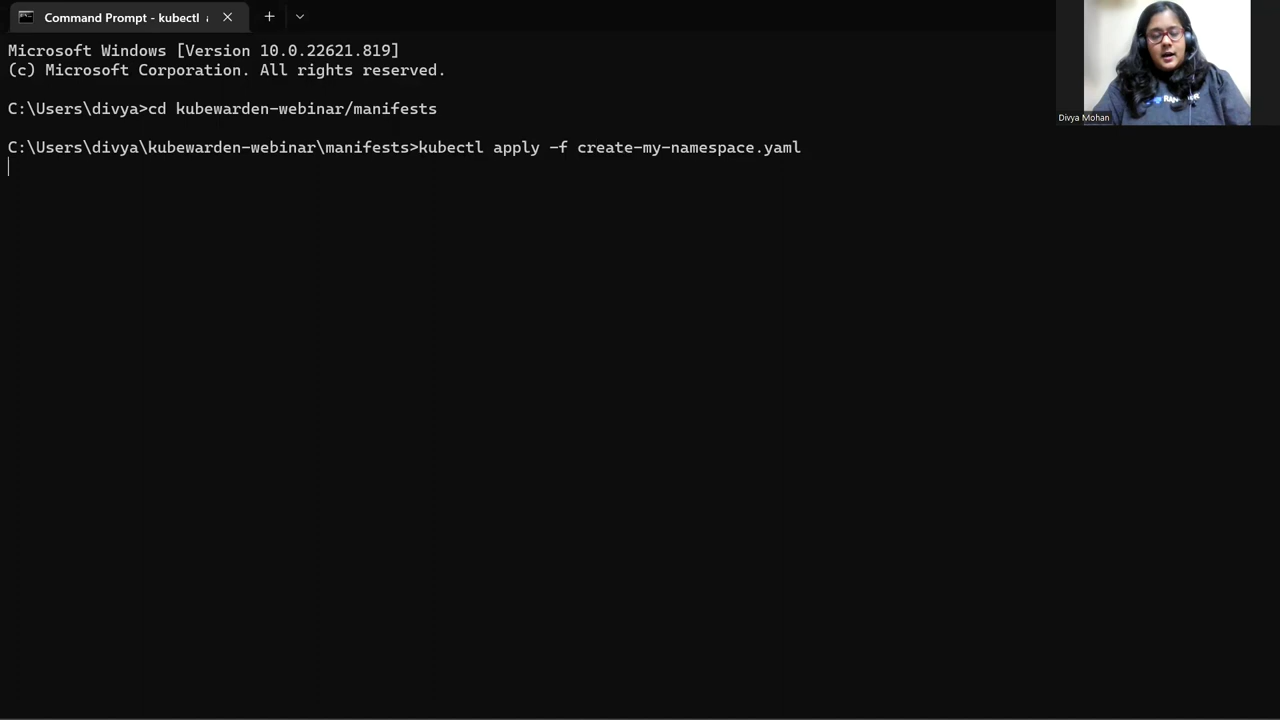 Command Prompt - kubectl
Microsoft Windows [Version 10.0.22621.819]
(c) Microsoft Corporation. All rights reserved.
C:\Users\divya>cd kubewarden-webinar/manifests
C:\Users\divya\kubewarden-webinar\manifests>kubectl apply -f create-my-namespace.yaml
Divya Mohan